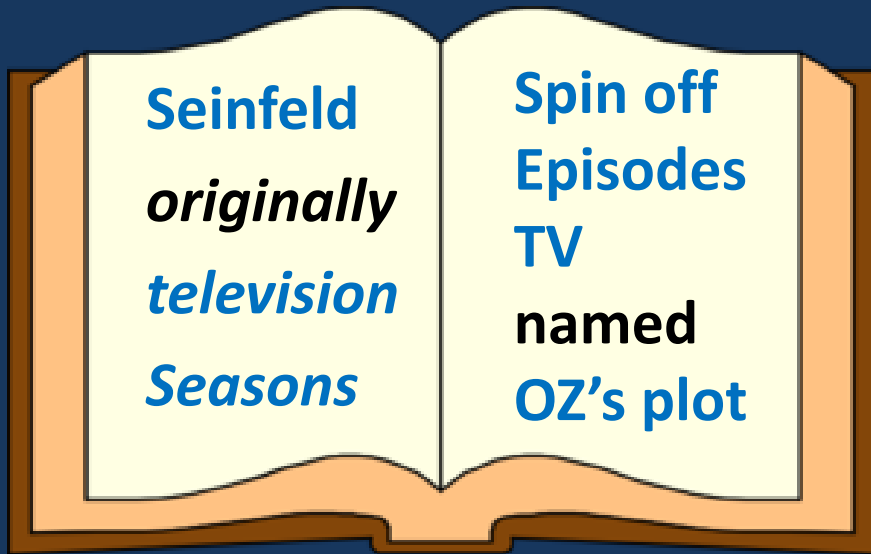 Seinfeld
originally
television
Seasons
Spin off
Episodes
TV
named
OZ’s plot